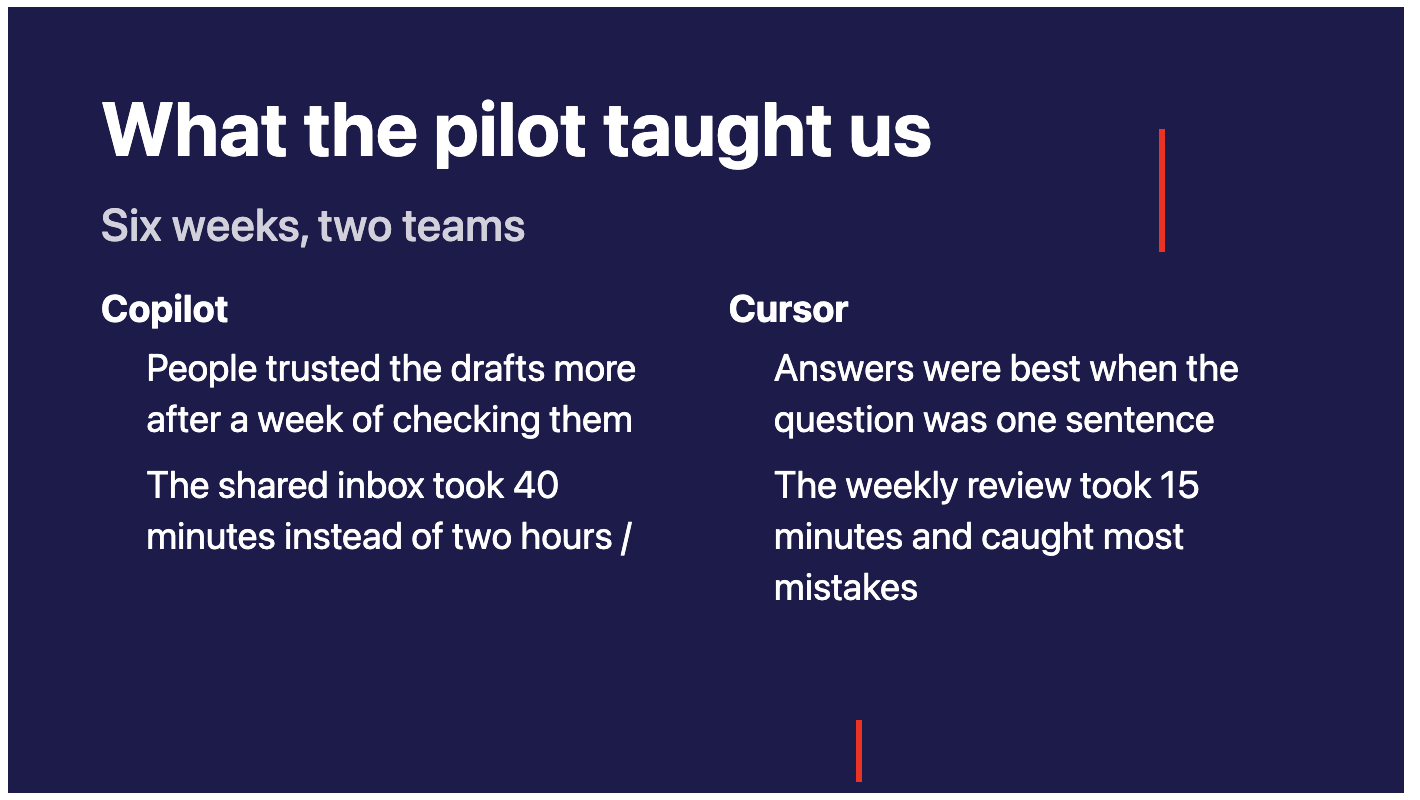 What the pilot taught us
Six weeks, two teams
Copilot
People trusted the drafts more
after a week of checking them
The shared inbox took 40
minutes instead of two hours /
Cursor
Answers were best when the
question was one sentence
The weekly review took 15
minutes and caught most
mistakes